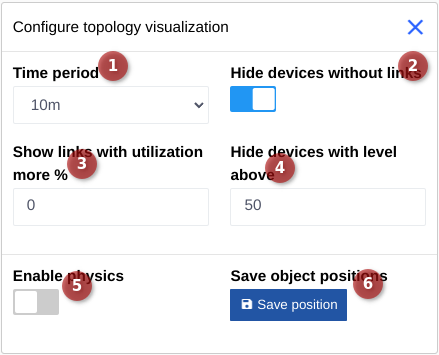 Configure topology visualization
Time period 1
Hide devices without links 2
10m
Show links with utilization
more % 3
Hide devices with level
above 4
0
50
Enable physics 5
Save object positions 6
Save position